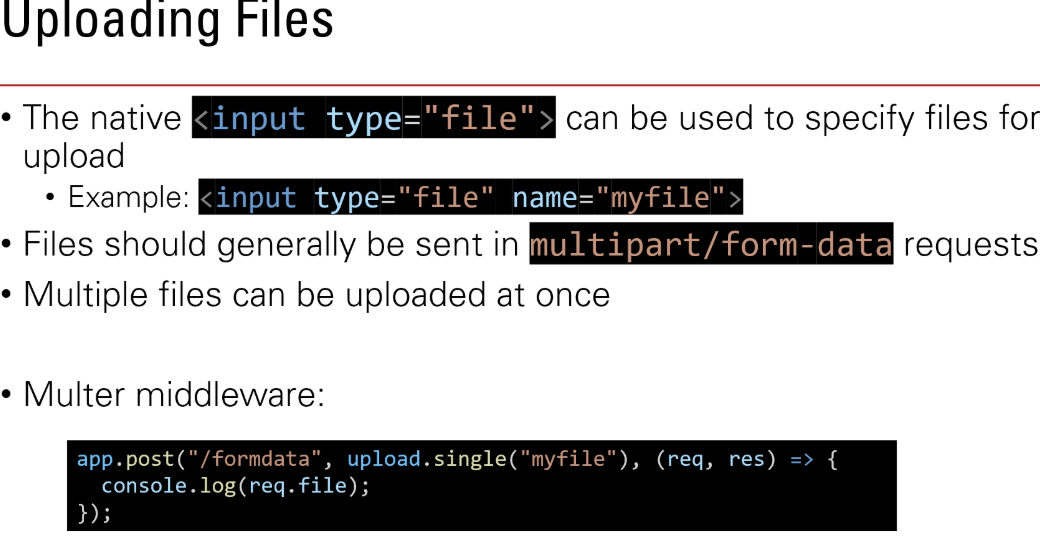 Uploading Files
• The native <input type="file"> can be used to specify files for
upload
• Example: <input type="file" name="myfile">
• Files should generally be sent in multipart/form-data requests
• Multiple files can be uploaded at once
• Multer middleware:
app.post("/formdata", upload.single("myfile"), (req, res) => {
  console.log(req.file);
});